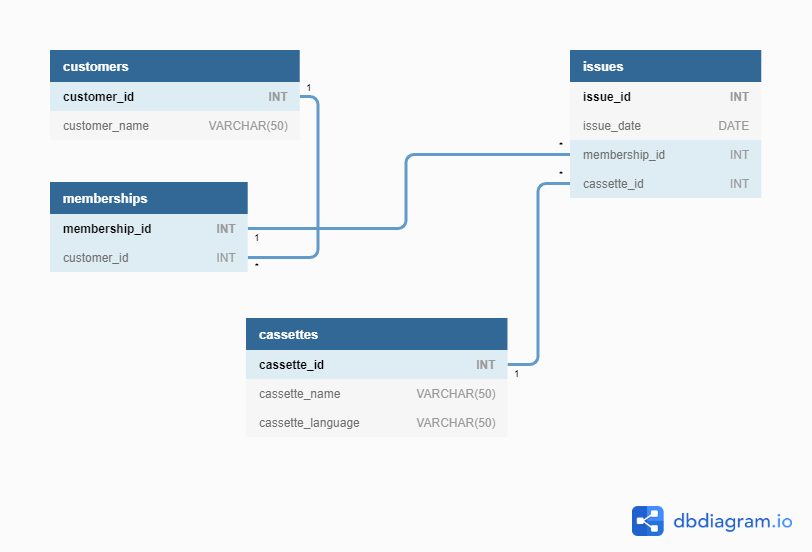 customers
1
customer_id INT
customer_name VARCHAR(50)
memberships
membership_id INT
1
customer_id INT
*
issues
issue_id INT
issue_date DATE
*
membership_id INT
*
cassette_id INT
cassettes
cassette_id INT
1
cassette_name VARCHAR(50)
cassette_language VARCHAR(50)
dbdiagram.io